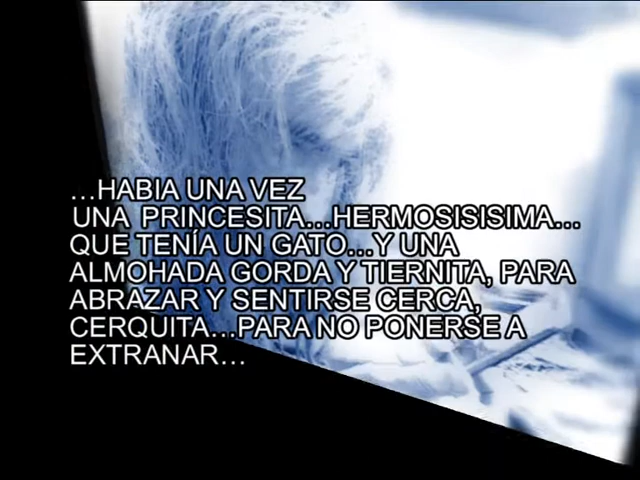 …HABIA UNA VEZ
UNA PRINCESITA...HERMOSISISIMA...
QUE TENÍA UN GATO...Y UNA
ALMOHADA GORDA Y TIERNITA, PARA
ABRAZAR Y SENTIRSE CERCA,
CERQUITA...PARA NO PONERSE A
EXTRANAR…